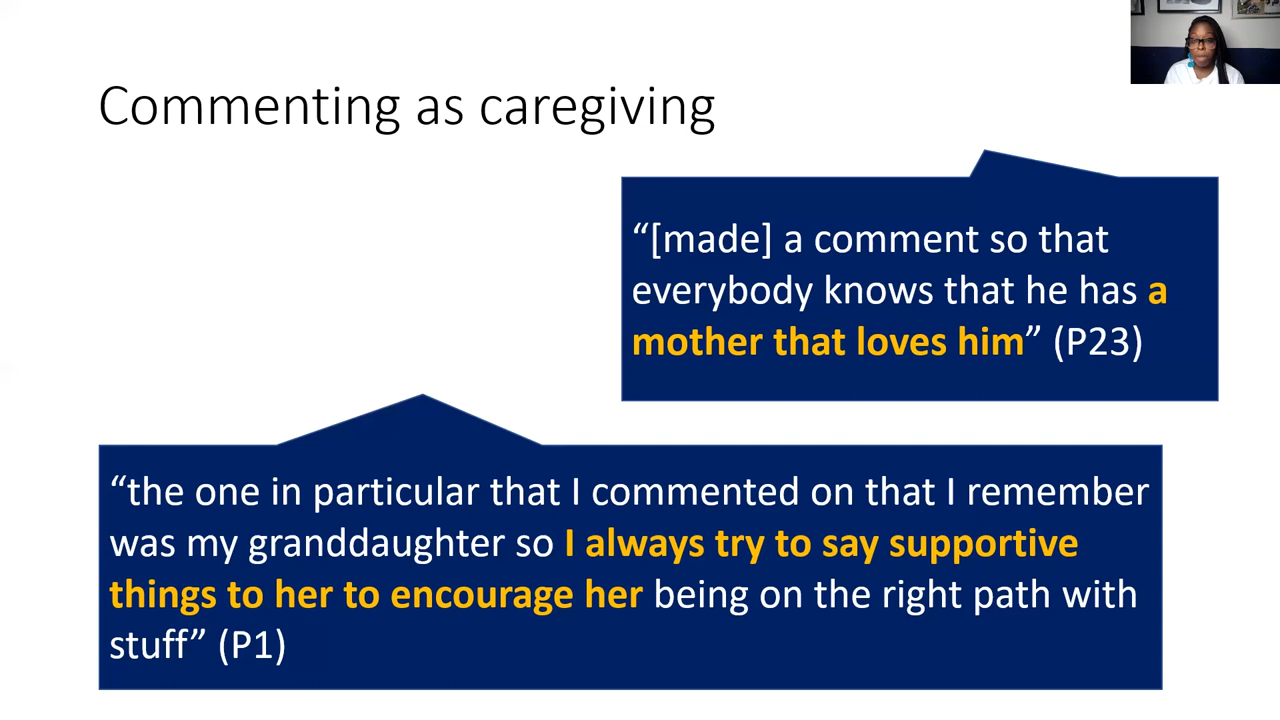 Commenting as caregiving
“[made] a comment so that
everybody knows that he has a
mother that loves him” (P23)
“the one in particular that I commented on that I remember
was my granddaughter so I always try to say supportive
things to her to encourage her being on the right path with
stuff” (P1)